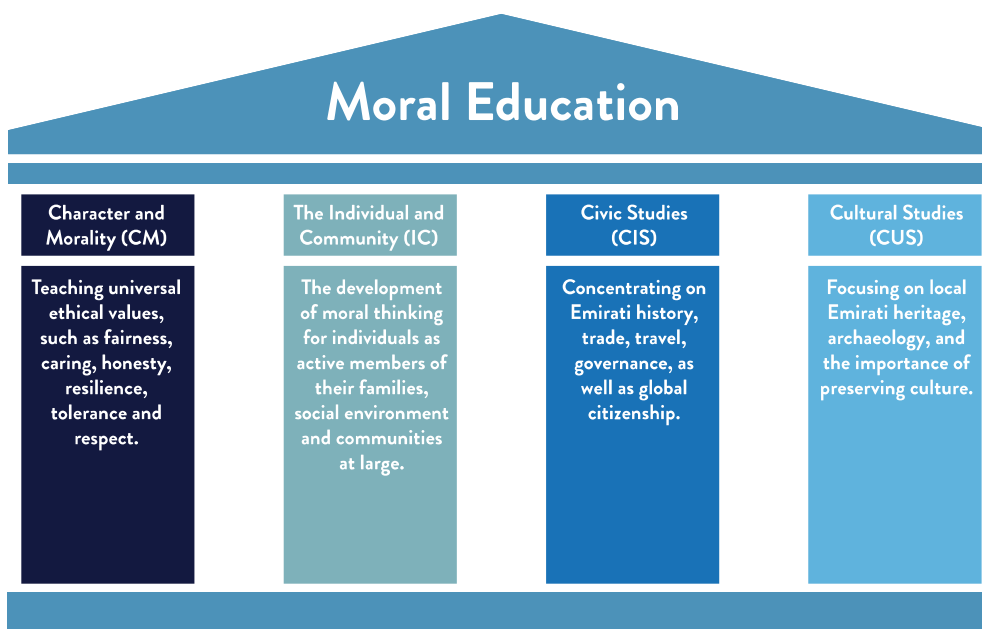 Moral Education
Character and
Morality (CM)
Teaching universal
ethical values,
such as fairness,
caring, honesty,
resilience,
tolerance and
respect.
The Individual and
Community (IC)
The development
of moral thinking
for individuals as
active members of
their families,
social environment
and communities
at large.
Civic Studies
(CIS)
Concentrating on
Emirati history,
trade, travel,
governance, as
well as global
citizenship.
Cultural Studies
(CUS)
Focusing on local
Emirati heritage,
archaeology, and
the importance of
preserving culture.